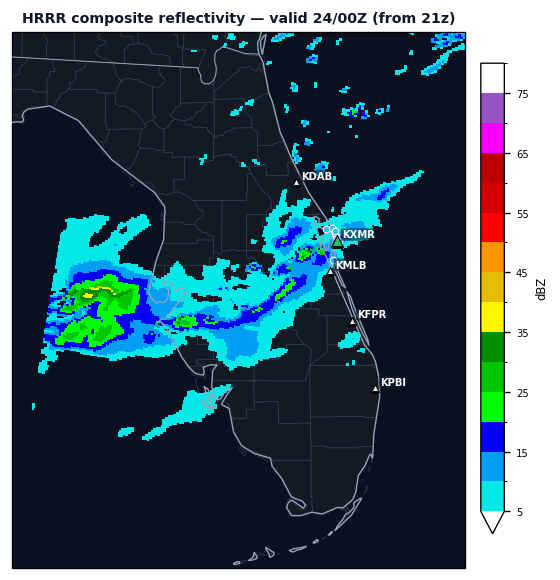 HRRR composite reflectivity — valid 24/00Z (from 21z)
KDAB
KXMR
KMLB
KFPR
KPBI
75
65
55
45
35
25
15
5
dBZ